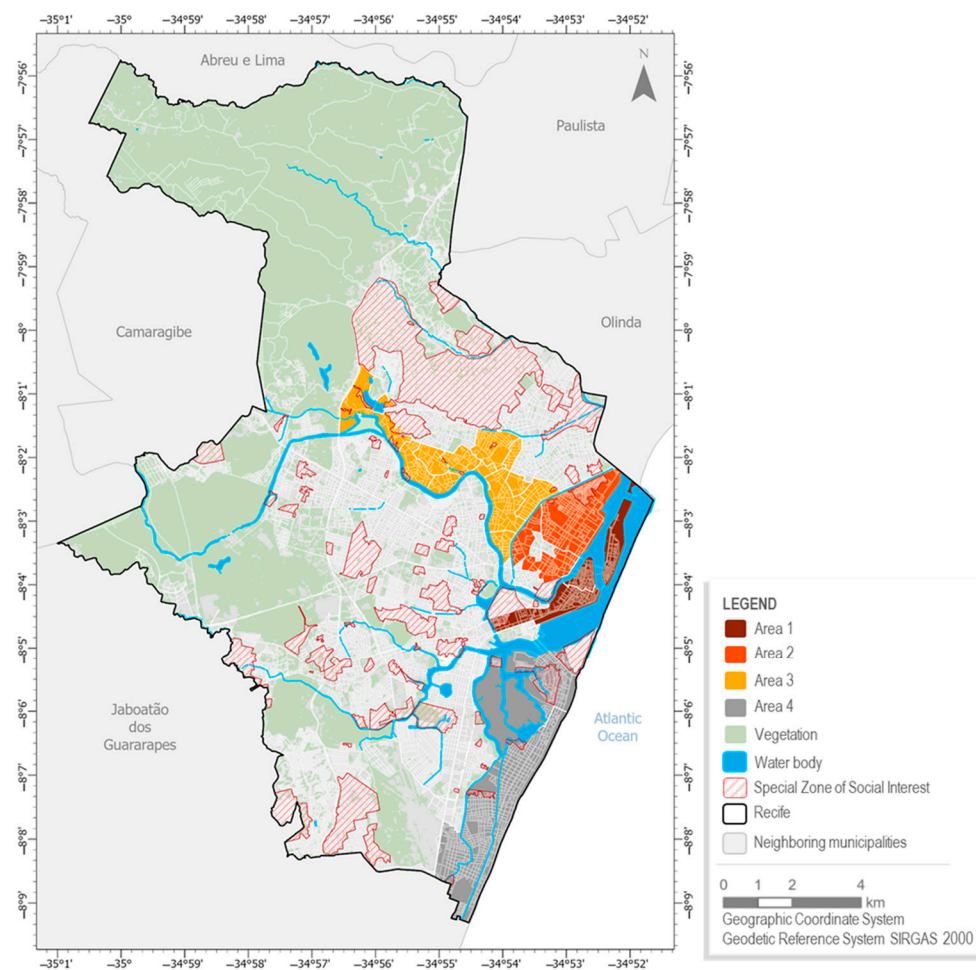 −35°1' −35° −34°58' −34°57' −34°56' −34°55' −34°54' −34°53' −34°52'
Abreu e Lima
N
Paulista
−7°56'
−7°57'
−7°58'
−7°59'
−8°
−8°1'
−8°2'
−8°3'
−8°4'
−8°5'
−8°6'
−8°7'
−8°8'
−8°9'
Camaragibe
Olinda
Jaboatão
dos
Guararapes
Atlantic
Ocean
−35°1' −35° −34°58' −34°57' −34°56' −34°55' −34°54' −34°53' −34°52'
LEGEND
Area 1
Area 2
Area 3
Area 4
Vegetation
Water body
Special Zone of Social Interest
Recife
Neighboring municipalities
0 1 2 4
km
Geographic Coordinate System
Geodetic Reference System SIRGAS 2000